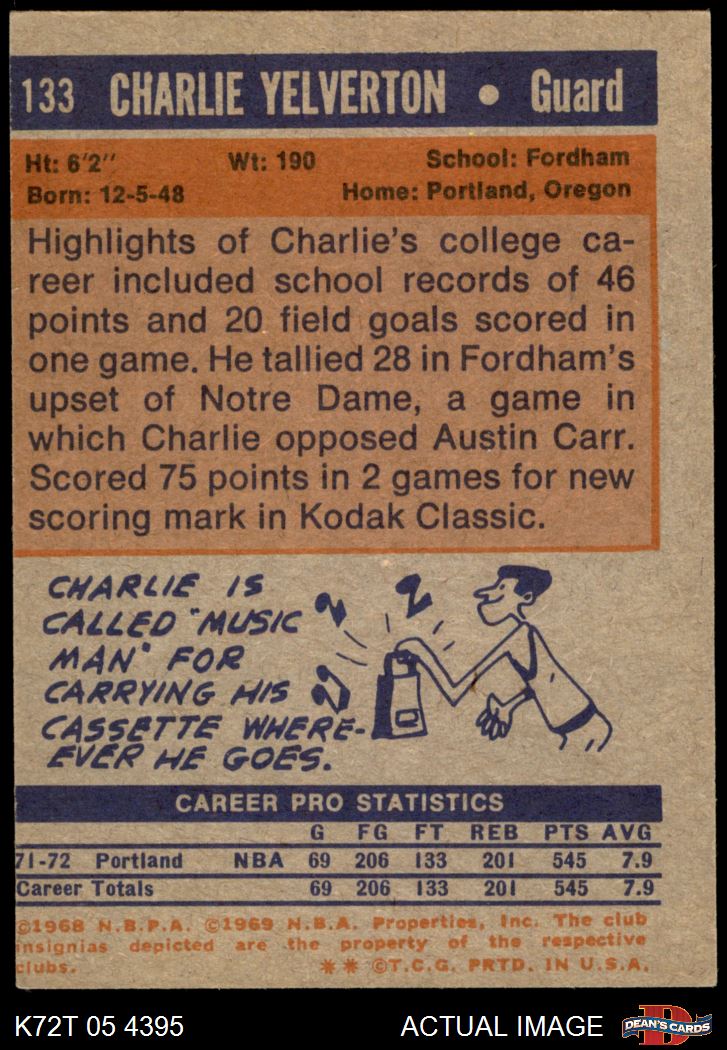 133 CHARLIE YELVERTON • Guard
Ht: 6'2" Wt: 190 School: Fordham
Born: 12-5-48 Home: Portland, Oregon
Highlights of Charlie's college ca-
reer included school records of 46
points and 20 field goals scored in
one game. He tallied 28 in Fordham's
upset of Notre Dame, a game in
which Charlie opposed Austin Carr.
Scored 75 points in 2 games for new
scoring mark in Kodak Classic.
CHARLIE IS
CALLED "MUSIC
MAN" FOR
CARRYING HIS
CASSETTE WHERE-
EVER HE GOES.
CAREER PRO STATISTICS
G FG FT REB PTS AVG
71-72 Portland NBA 69 206 133 201 545 7.9
Career Totals 69 206 133 201 545 7.9
©1968 N.B.P.A. ©1969 N.B.A. Properties, Inc. The club
insignias depicted are the property of the respective
clubs. ** ©T.C.G. PRTD. IN U.S.A.
K72T 05 4395 ACTUAL IMAGE DEAN'S CARDS